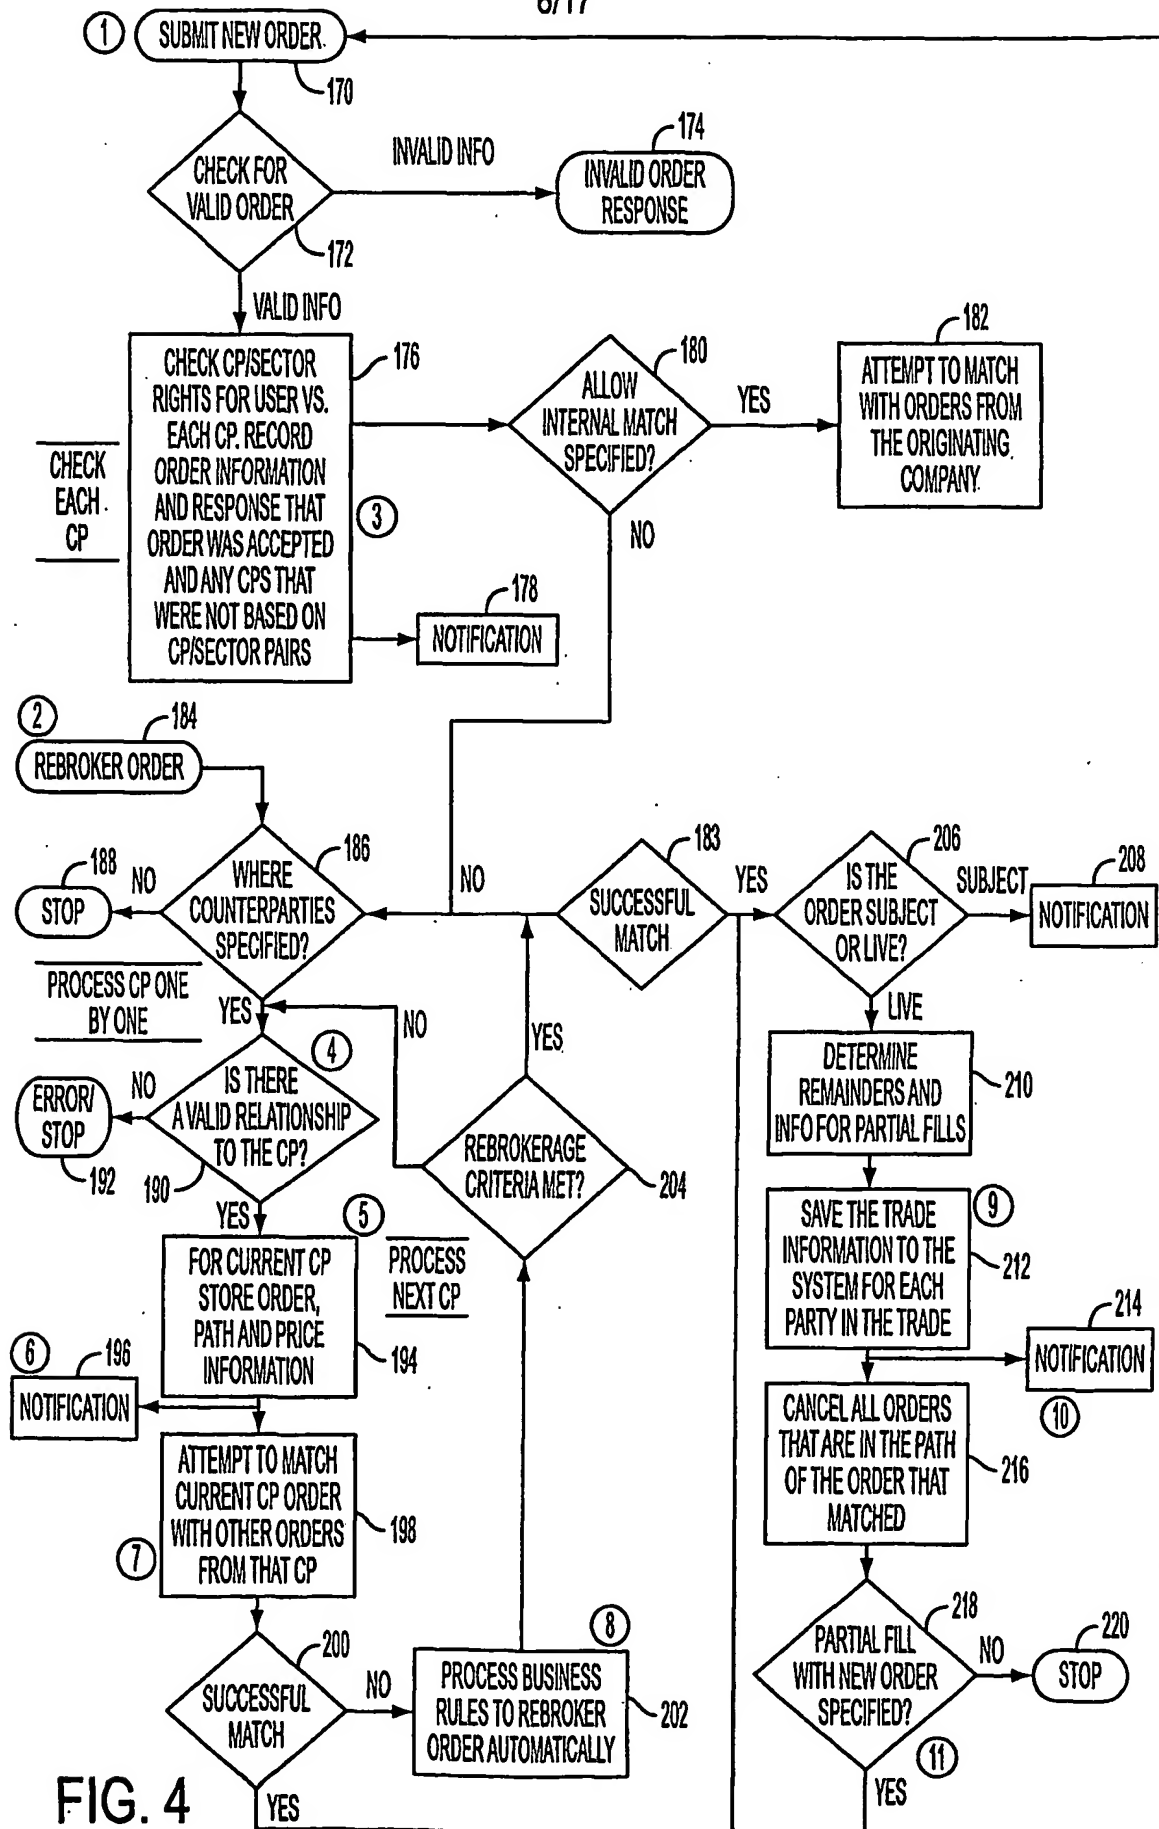 6/17
1
SUBMIT NEW ORDER.
170
CHECK FOR
VALID ORDER
172
INVALID INFO
174
INVALID ORDER
RESPONSE
VALID INFO
CHECK
EACH
CP
CHECK CP/SECTOR
RIGHTS FOR USER VS.
EACH CP. RECORD
ORDER INFORMATION
AND RESPONSE THAT
ORDER WAS ACCEPTED
AND ANY CPS THAT
WERE NOT BASED ON
CP/SECTOR PAIRS
176
3
178
NOTIFICATION
180
ALLOW
INTERNAL MATCH
SPECIFIED?
YES
NO
182
ATTEMPT TO MATCH
WITH ORDERS FROM
THE ORIGINATING
COMPANY
2
184
REBROKER ORDER
186
WHERE
COUNTERPARTIES
SPECIFIED?
188
NO
STOP
NO
183
SUCCESSFUL
MATCH
YES
206
IS THE
ORDER SUBJECT
OR LIVE?
SUBJECT
208
NOTIFICATION
PROCESS CP ONE
BY ONE
YES
NO
YES
LIVE
4
IS THERE
A VALID RELATIONSHIP
TO THE CP?
NO
ERROR/
STOP
192
190
REBROKERAGE
CRITERIA MET?
204
DETERMINE
REMAINDERS AND
INFO FOR PARTIAL FILLS
210
YES
5
FOR CURRENT CP
STORE ORDER,
PATH AND PRICE
INFORMATION
194
PROCESS
NEXT CP
9
SAVE THE TRADE
INFORMATION TO THE
SYSTEM FOR EACH
PARTY IN THE TRADE
212
214
NOTIFICATION
10
6
196
NOTIFICATION
CANCEL ALL ORDERS
THAT ARE IN THE PATH
OF THE ORDER THAT
MATCHED
216
ATTEMPT TO MATCH
CURRENT CP ORDER
WITH OTHER ORDERS
FROM THAT CP
198
7
200
SUCCESSFUL
MATCH
NO
8
PROCESS BUSINESS
RULES TO REBROKER
ORDER AUTOMATICALLY
202
218
PARTIAL FILL
WITH NEW ORDER
SPECIFIED?
NO
220
STOP
11
YES
YES
FIG. 4